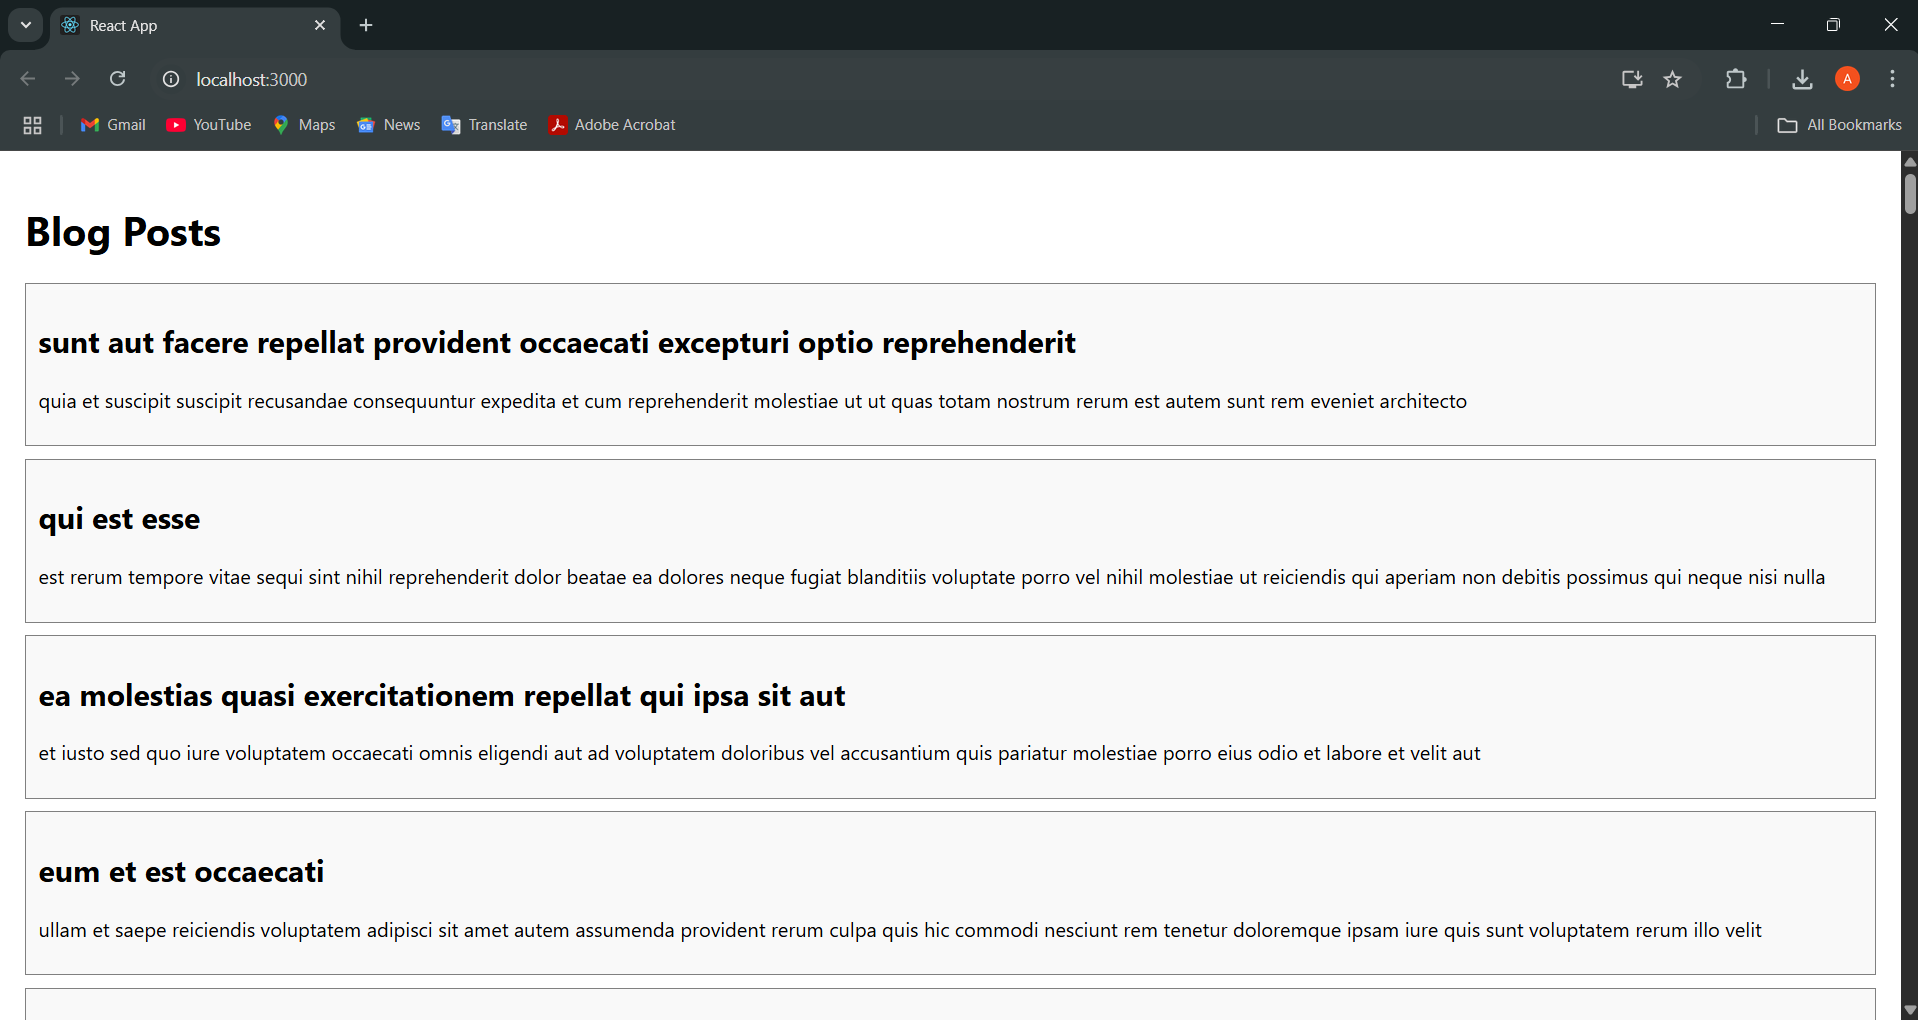 React App
localhost:3000
A
Gmail YouTube Maps News Translate Adobe Acrobat All Bookmarks
Blog Posts
sunt aut facere repellat provident occaecati excepturi optio reprehenderit
quia et suscipit suscipit recusandae consequuntur expedita et cum reprehenderit molestiae ut ut quas totam nostrum rerum est autem sunt rem eveniet architecto
qui est esse
est rerum tempore vitae sequi sint nihil reprehenderit dolor beatae ea dolores neque fugiat blanditiis voluptate porro vel nihil molestiae ut reiciendis qui aperiam non debitis possimus qui neque nisi nulla
ea molestias quasi exercitationem repellat qui ipsa sit aut
et iusto sed quo iure voluptatem occaecati omnis eligendi aut ad voluptatem doloribus vel accusantium quis pariatur molestiae porro eius odio et labore et velit aut
eum et est occaecati
ullam et saepe reiciendis voluptatem adipisci sit amet autem assumenda provident rerum culpa quis hic commodi nesciunt rem tenetur doloremque ipsam iure quis sunt voluptatem rerum illo velit